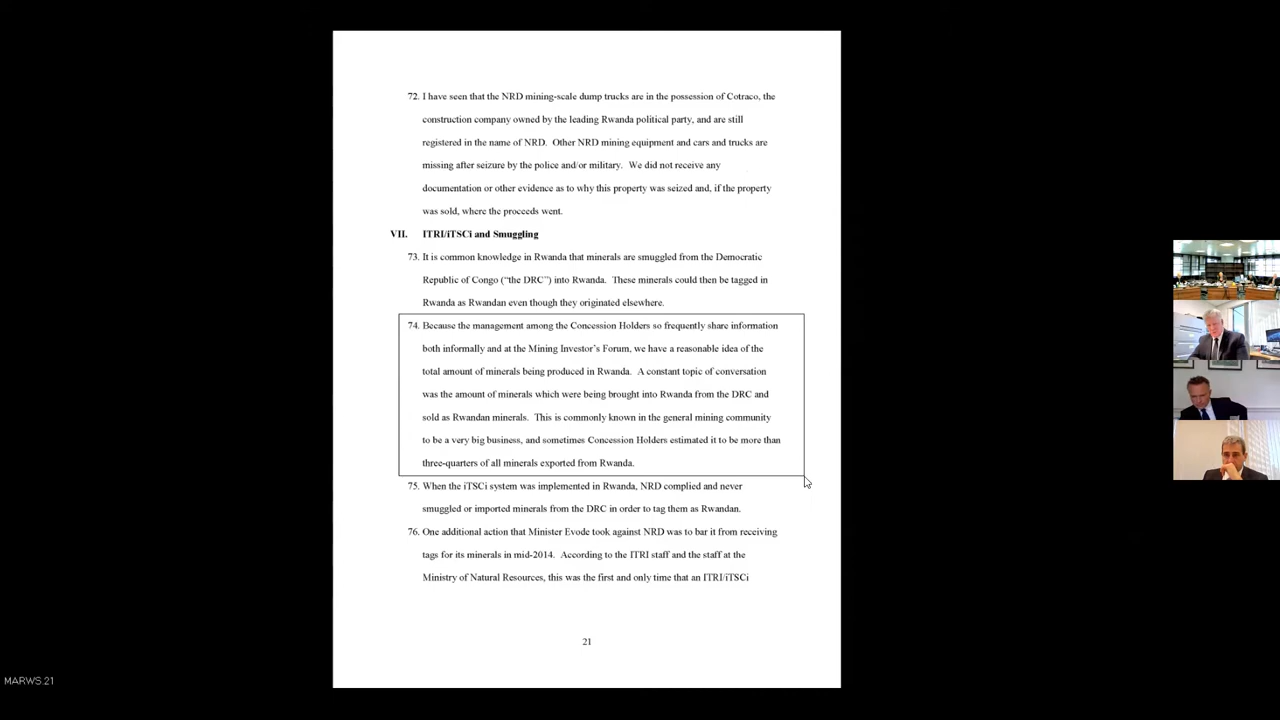 72. I have seen that the NRD mining-scale dump trucks are in the possession of Cotraco, the
construction company owned by the leading Rwanda political party, and are still
registered in the name of NRD.  Other NRD mining equipment and cars and trucks are
missing after seizure by the police and/or military.  We did not receive any
documentation or other evidence as to why this property was seized and, if the property
was sold, where the proceeds went.
VII. ITRI/iTSCi and Smuggling
73. It is common knowledge in Rwanda that minerals are smuggled from the Democratic
Republic of Congo (“the DRC”) into Rwanda.  These minerals could then be tagged in
Rwanda as Rwandan even though they originated elsewhere.
74. Because the management among the Concession Holders so frequently share information
both informally and at the Mining Investor’s Forum, we have a reasonable idea of the
total amount of minerals being produced in Rwanda.  A constant topic of conversation
was the amount of minerals which were being brought into Rwanda from the DRC and
sold as Rwandan minerals.  This is commonly known in the general mining community
to be a very big business, and sometimes Concession Holders estimated it to be more than
three-quarters of all minerals exported from Rwanda.
75. When the iTSCi system was implemented in Rwanda, NRD complied and never
smuggled or imported minerals from the DRC in order to tag them as Rwandan.
76. One additional action that Minister Evode took against NRD was to bar it from receiving
tags for its minerals in mid-2014.  According to the ITRI staff and the staff at the
Ministry of Natural Resources, this was the first and only time that an ITRI/iTSCi
21
MARWS.21